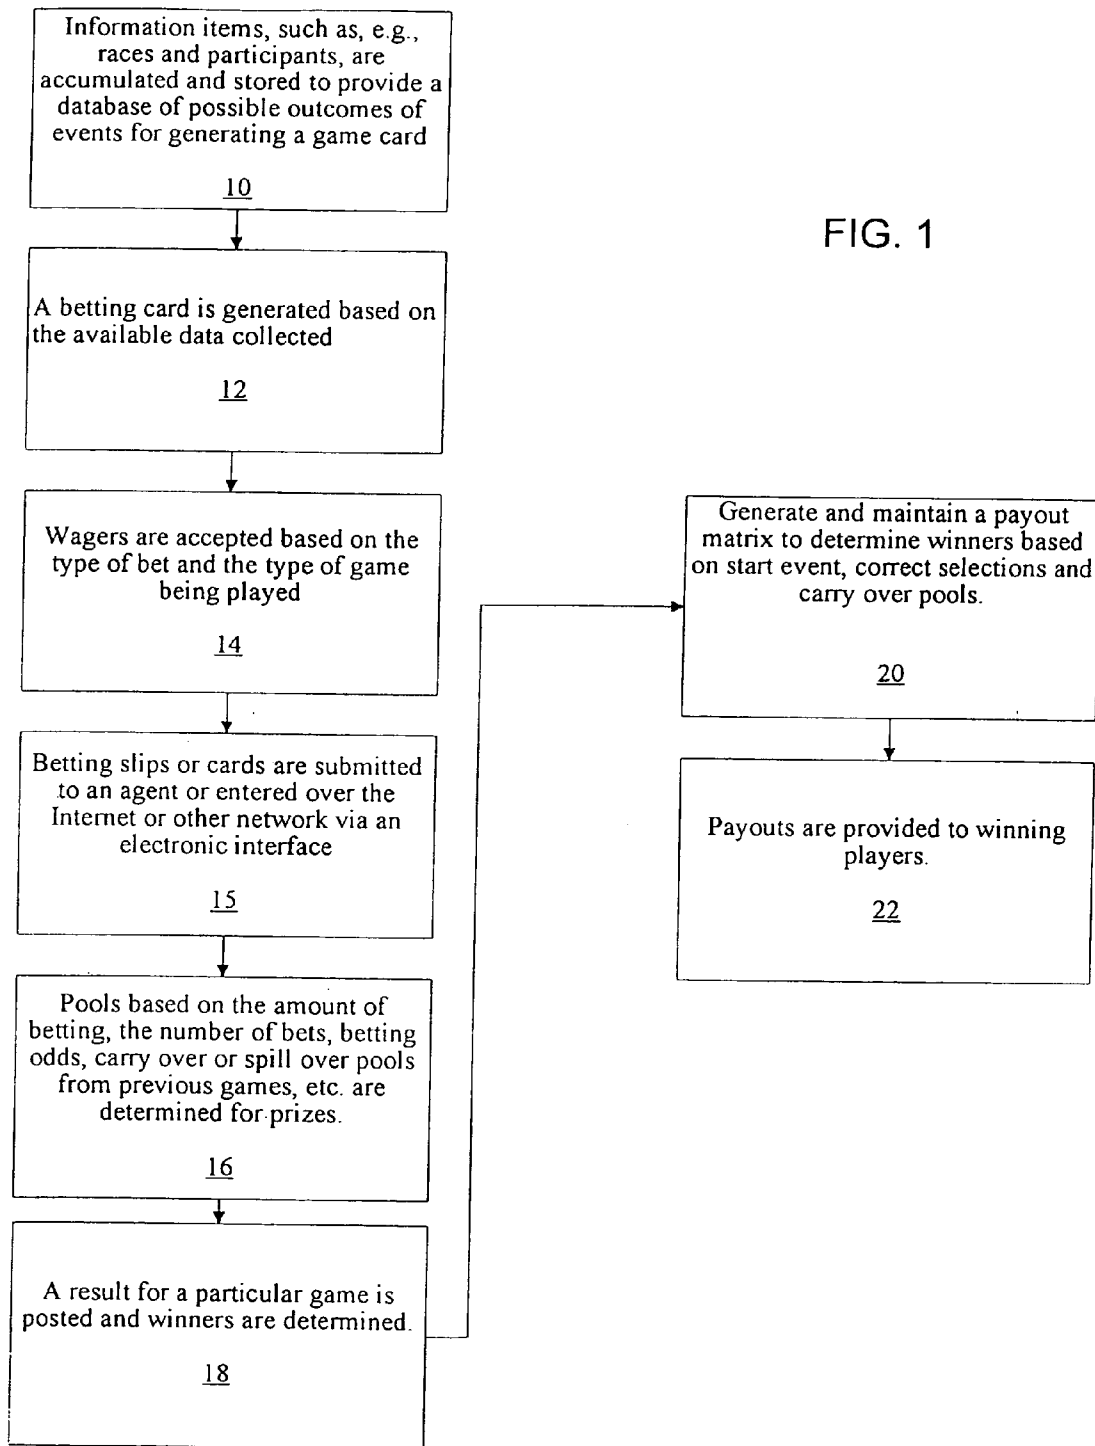 Information items, such as, e.g.,
races and participants, are
accumulated and stored to provide a
database of possible outcomes of
events for generating a game card
10
FIG. 1
A betting card is generated based on
the available data collected
12
Wagers are accepted based on the
type of bet and the type of game
being played
14
Betting slips or cards are submitted
to an agent or entered over the
Internet or other network via an
electronic interface
15
Pools based on the amount of
betting, the number of bets, betting
odds, carry over or spill over pools
from previous games, etc. are
determined for prizes.
16
A result for a particular game is
posted and winners are determined.
18
Generate and maintain a payout
matrix to determine winners based
on start event, correct selections and
carry over pools.
20
Payouts are provided to winning
players.
22